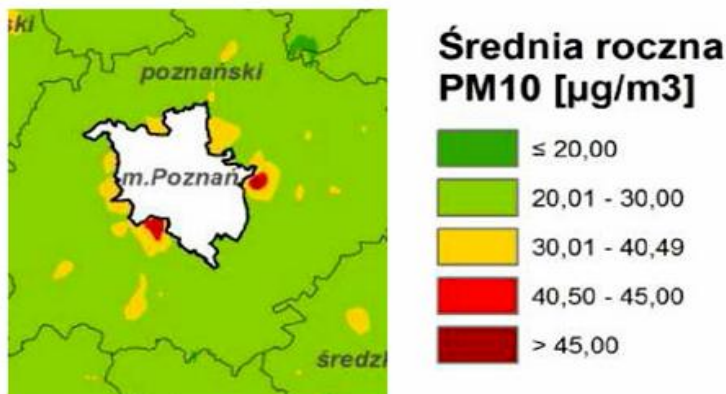 ski
poznański
m.Poznań
średzk
Średnia roczna
PM10 [µg/m3]
≤ 20,00
20,01 - 30,00
30,01 - 40,49
40,50 - 45,00
> 45,00